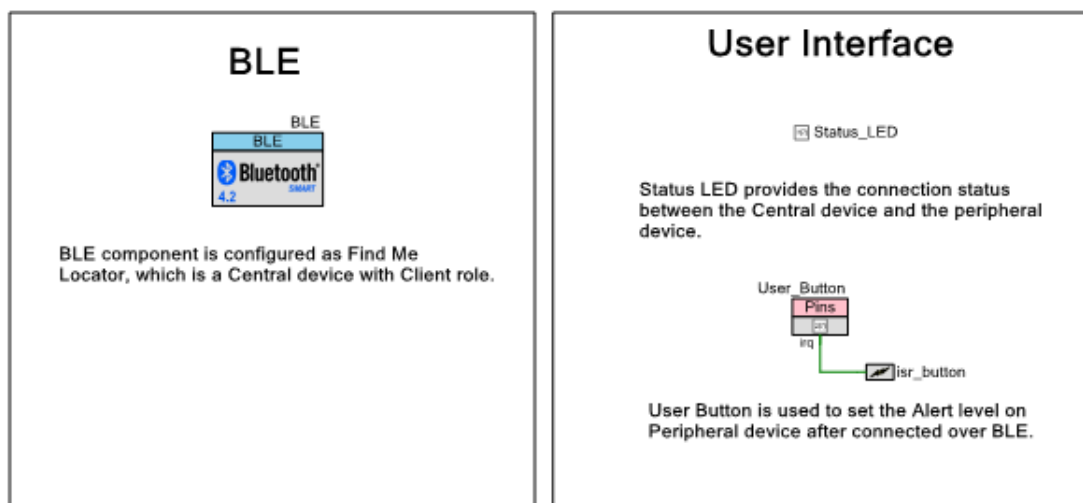 BLE
BLE
BLE
Bluetooth
SMART
4.2
BLE component is configured as Find Me
Locator, which is a Central device with Client role.
User Interface
Status_LED
Status LED provides the connection status
between the Central device and the peripheral
device.
User_Button
Pins
irq
isr_button
User Button is used to set the Alert level on
Peripheral device after connected over BLE.